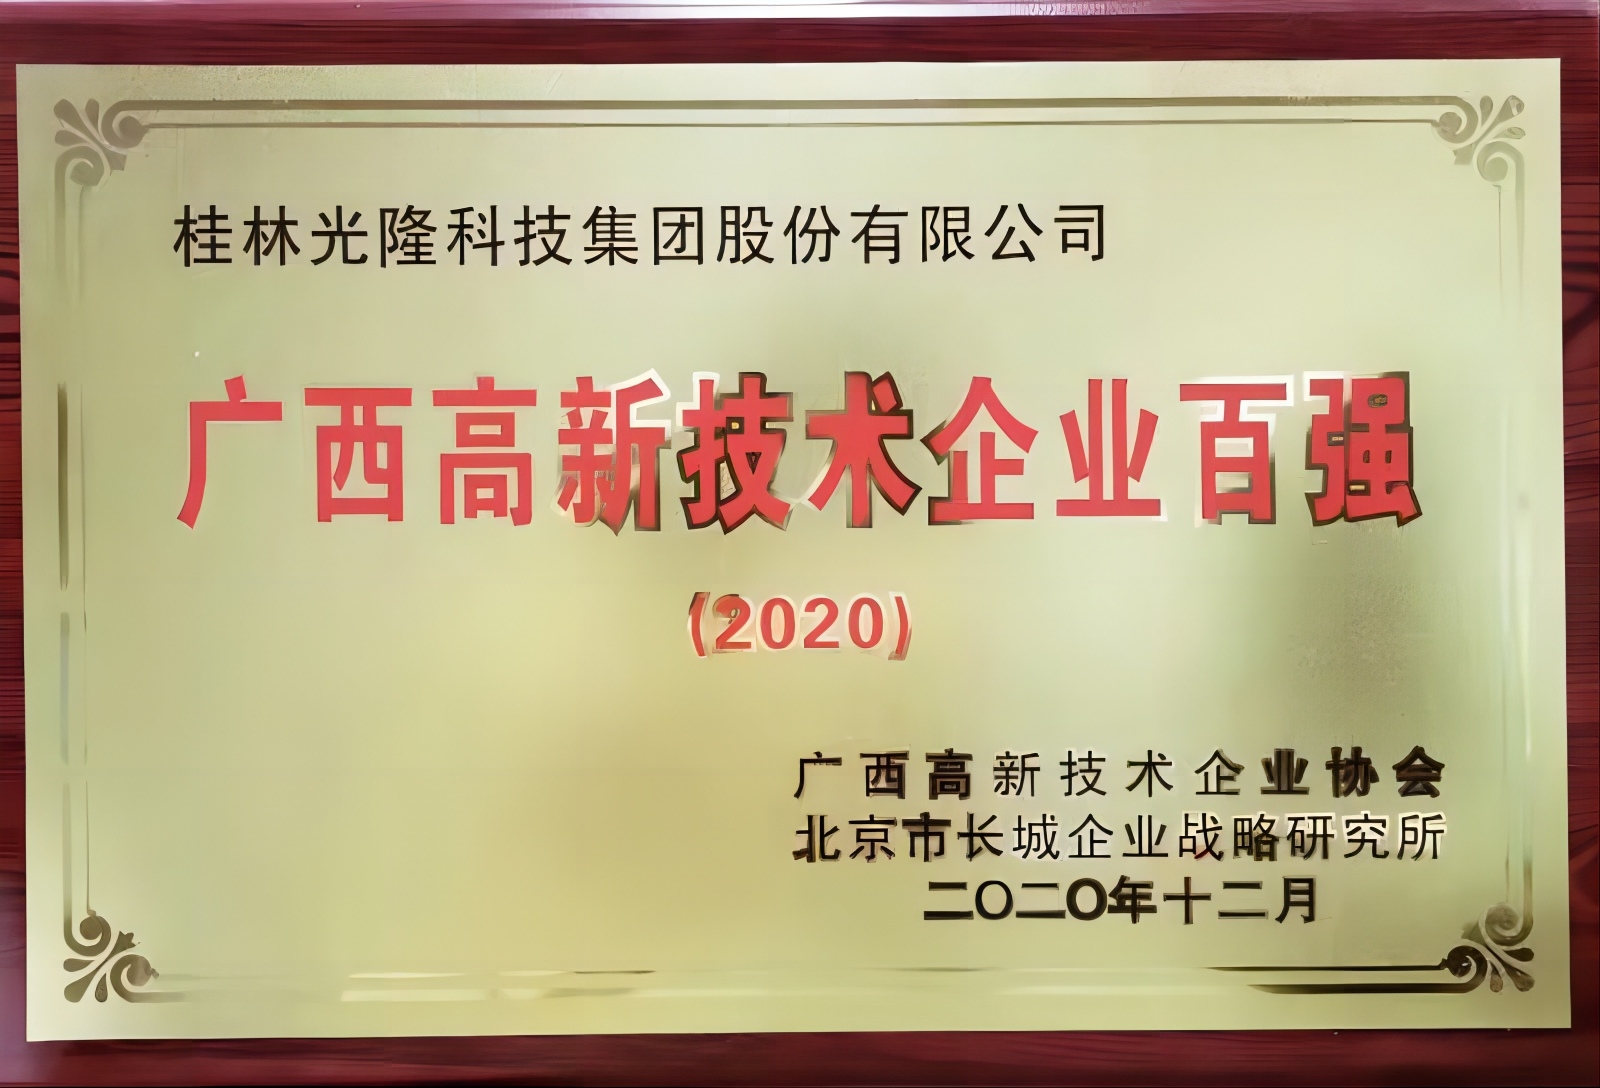 桂林光隆科技集团股份有限公司
广西高新技术企业百强
(2020)
广西高新技术企业协会
北京市长城企业战略研究所
二〇二〇年十二月